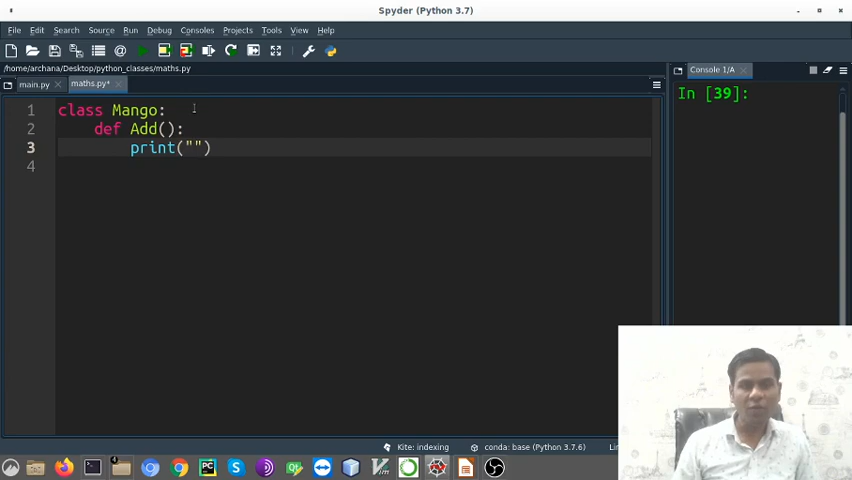 Spyder (Python 3.7)
File Edit Search Source Run Debug Consoles Projects Tools View Help
/home/archana/Desktop/python_classes/maths.py
main.py maths.py* Console 1/A
1 class Mango: In [39]:
2 def Add():
3 print("")
4
Kite: indexing conda: base (Python 3.7.6)